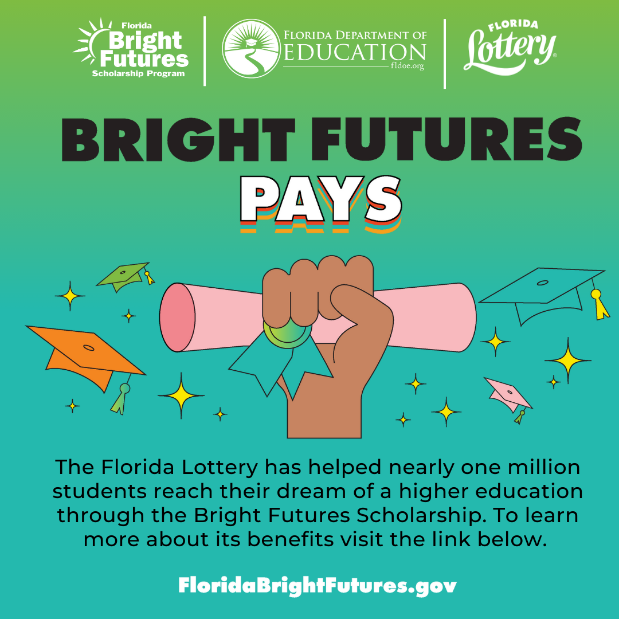 Florida
Bright
Futures
Scholarship Program
FLORIDA DEPARTMENT OF
EDUCATION
fldoe.org
FLORIDA
Lottery
BRIGHT FUTURES
PAYS
The Florida Lottery has helped nearly one million
students reach their dream of a higher education
through the Bright Futures Scholarship. To learn
more about its benefits visit the link below.
FloridaBrightFutures.gov